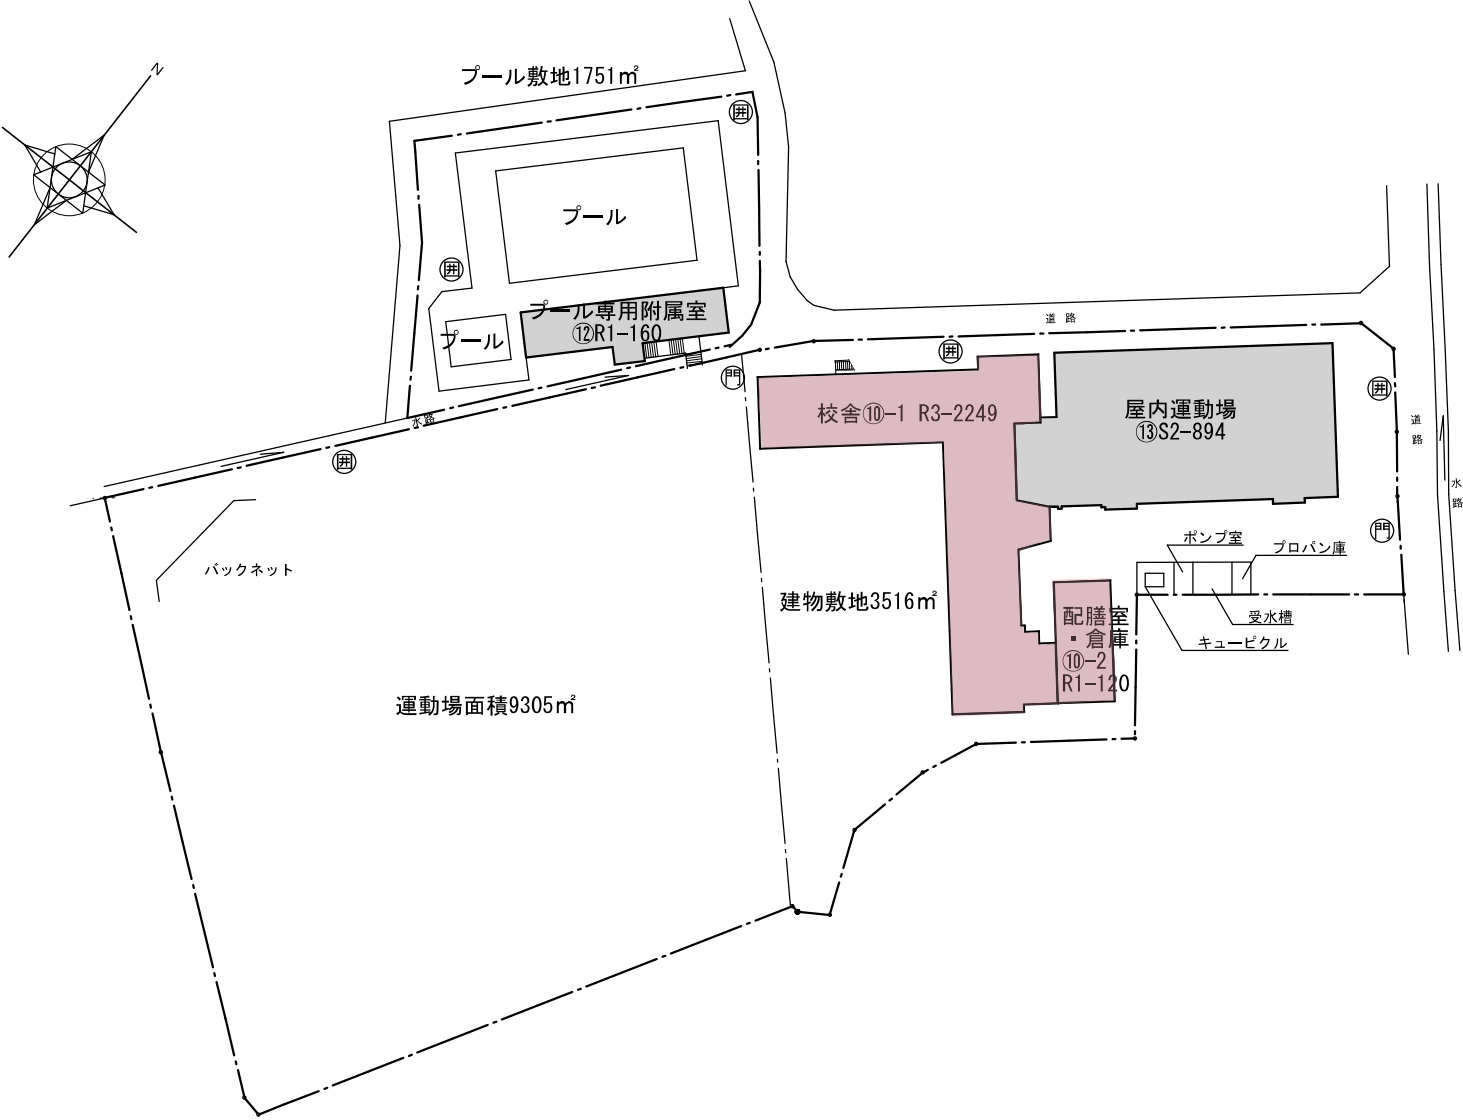 N
プール敷地1751㎡
囲
プール
囲
プール専用附属室
⑫R1-160
プール
道路
囲
門
校舎⑩-1 R3-2249
屋内運動場
⑬S2-894
囲
道路
水路
囲
水路
門
バックネット
ポンプ室
プロパン庫
建物敷地3516㎡
配膳室
・倉庫
⑩-2
R1-120
受水槽
キュービクル
運動場面積9305㎡